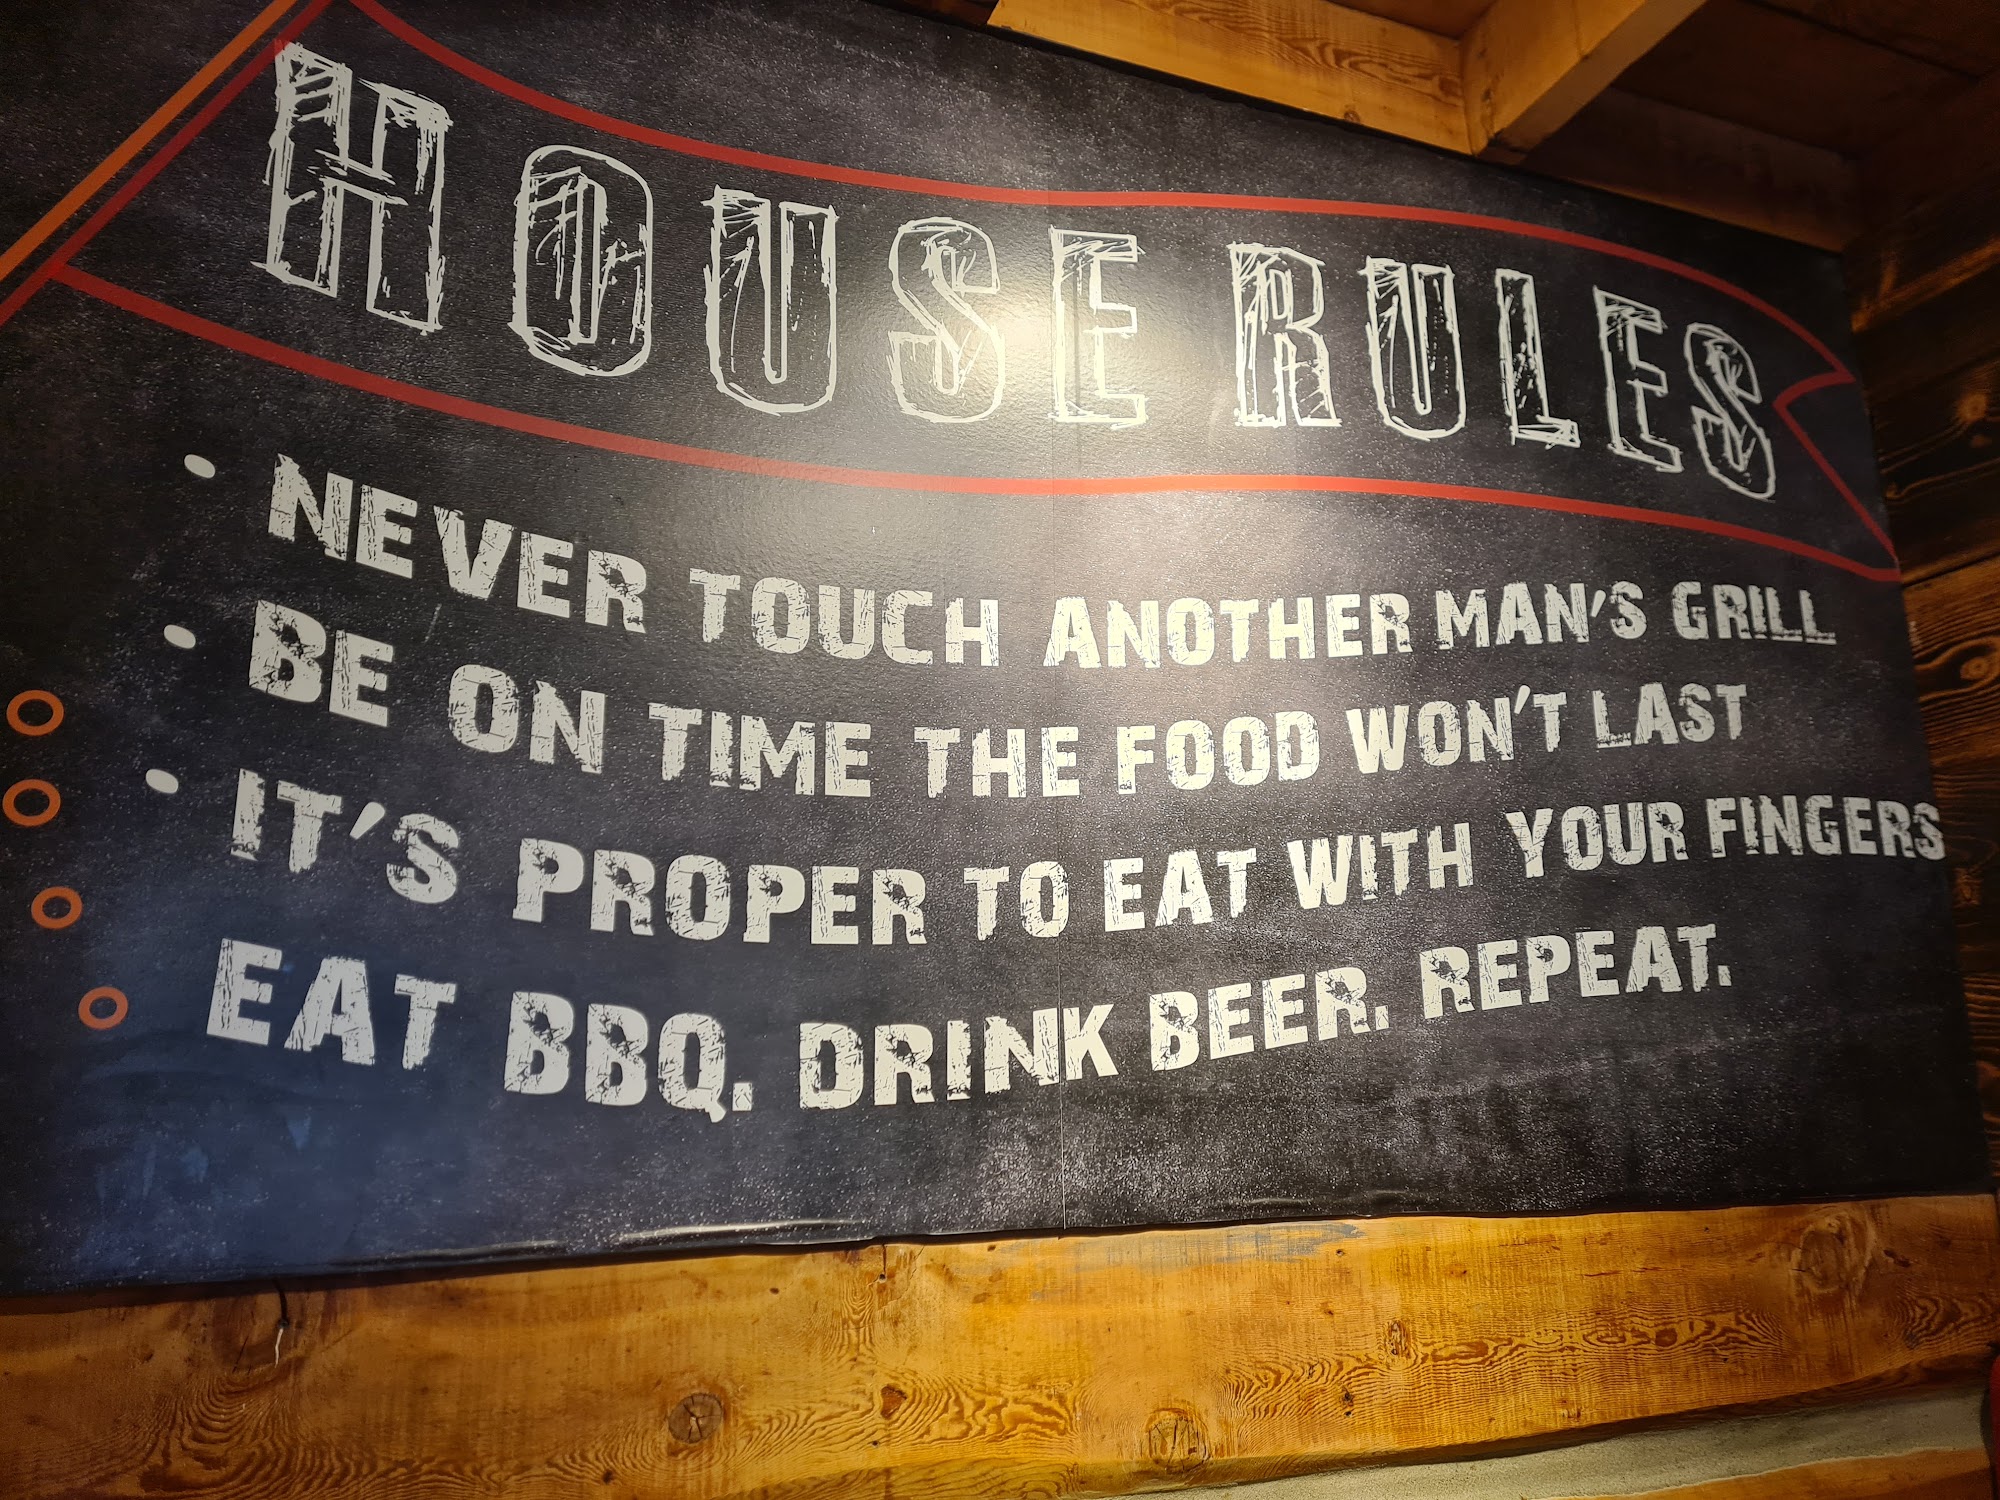 HOUSE RULES
• NEVER TOUCH ANOTHER MAN'S GRILL
• BE ON TIME THE FOOD WON'T LAST
• IT'S PROPER TO EAT WITH YOUR FINGERS
EAT BBQ. DRINK BEER. REPEAT.